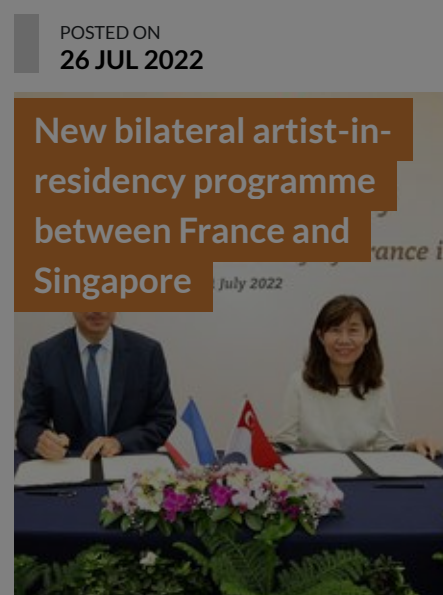 POSTED ON
26 JUL 2022
New bilateral artist-in-
residency programme
between France and
Singapore
July 2022